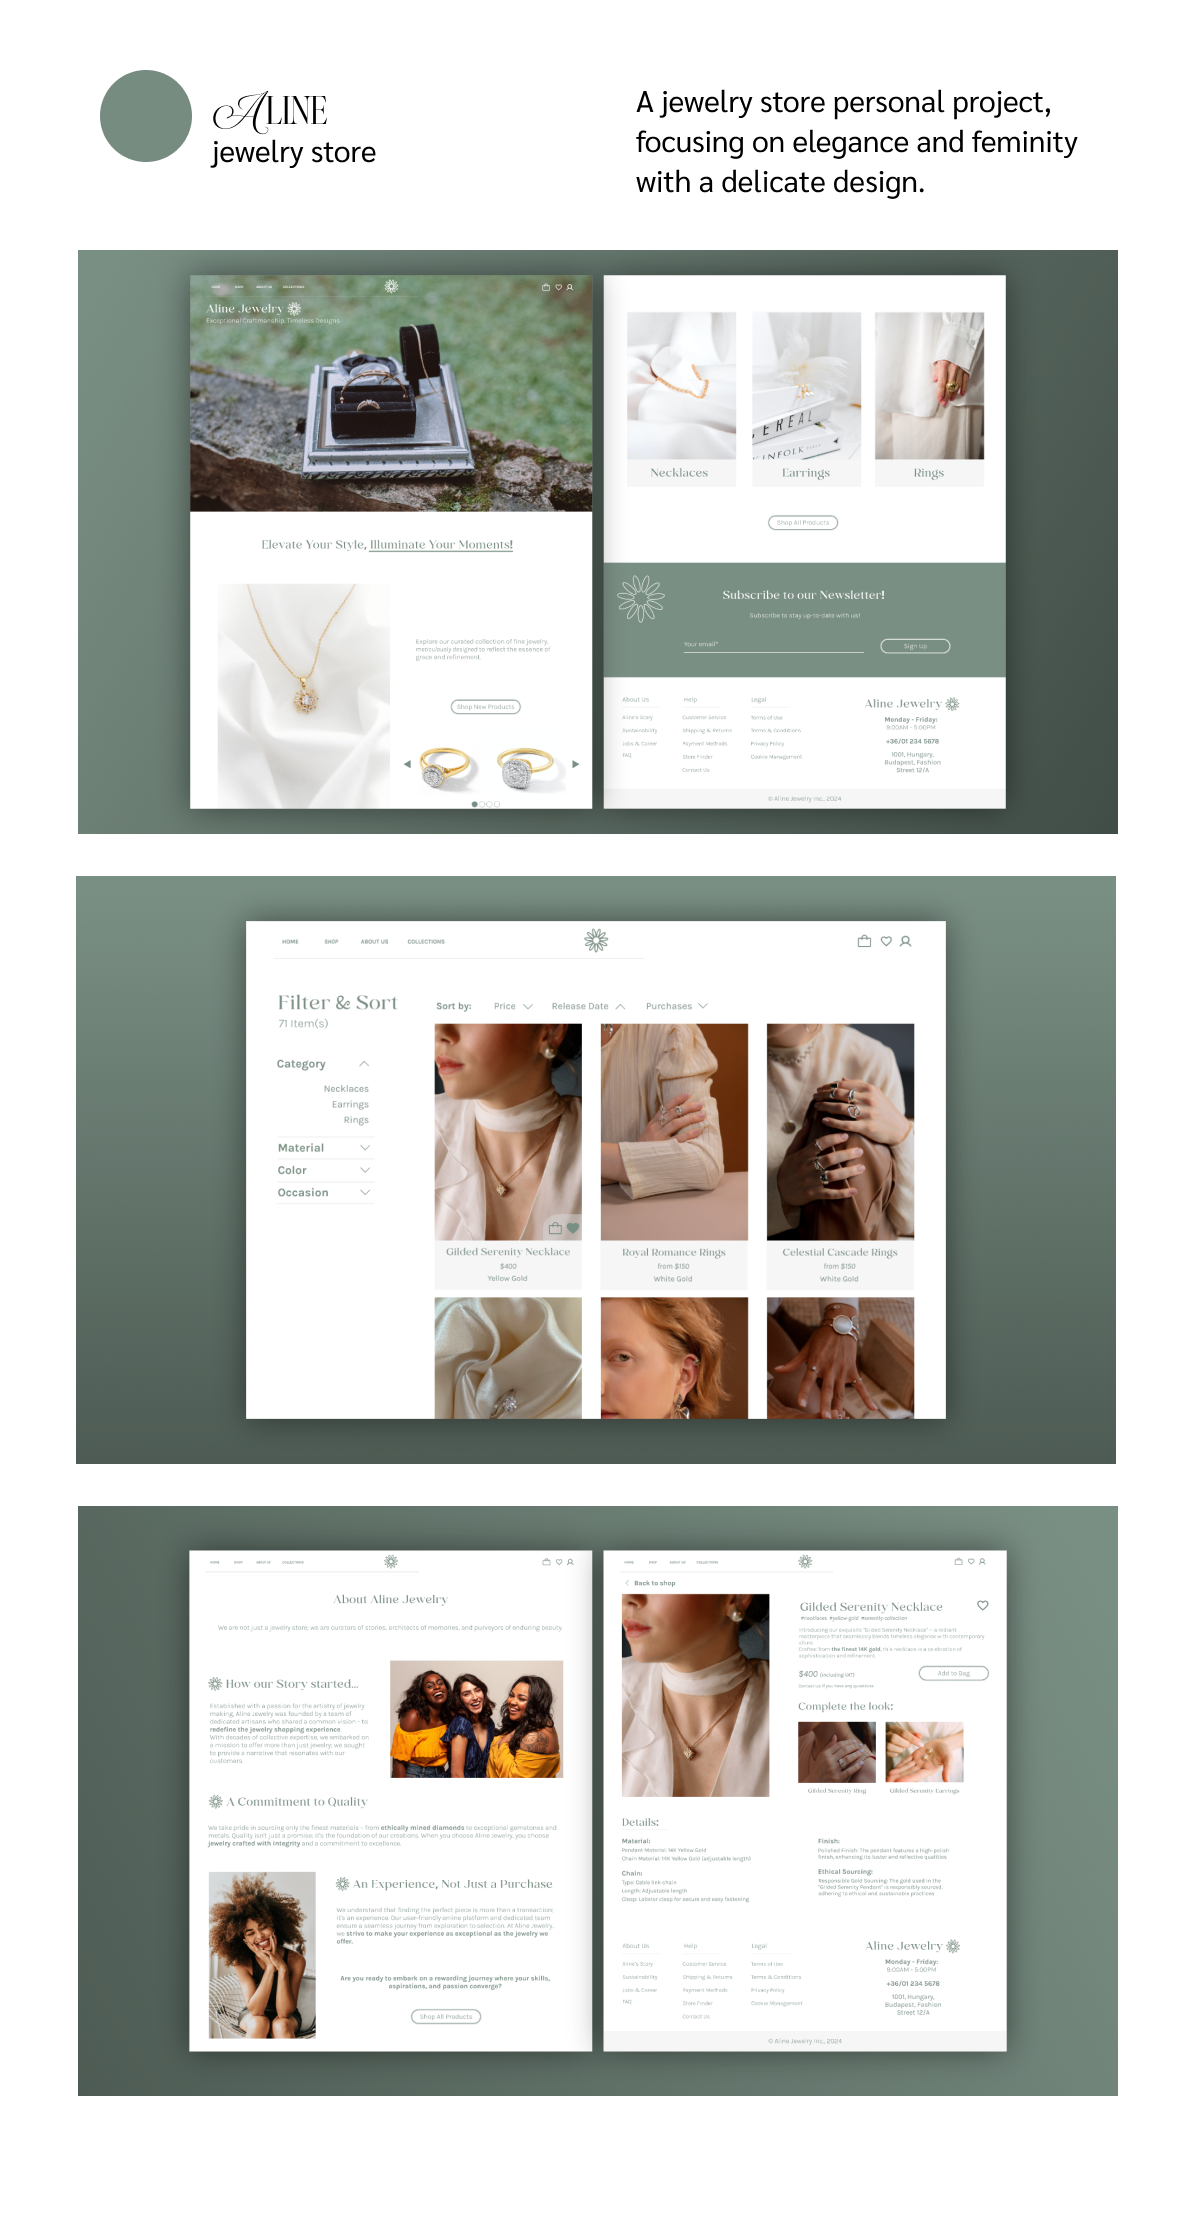 ALINE
jewelry store
A jewelry store personal project,
focusing on elegance and feminity
with a delicate design.
HOME SHOP ABOUT US COLLECTIONS
Aline Jewelry
Exceptional Craftmanship, Timeless Designs
Elevate Your Style, Illuminate Your Moments!
Explore our curated collection of fine jewelry,
meticulously designed to reflect the essence of
grace and refinement.
Shop New Products
EREAL
KINFOLK
Necklaces
Earrings
Rings
Shop All Products
Subscribe to our Newsletter!
Subscribe to stay up-to-date with us!
Your email*
Sign Up
About Us
Aline's Story
Sustainability
Jobs & Career
FAQ
Help
Customer Service
Shipping & Returns
Payment Methods
Store Finder
Contact Us
Legal
Terms of Use
Terms & Conditions
Privacy Policy
Cookie Management
Aline Jewelry
Monday - Friday:
9:00AM - 5:00PM
+36/01 234 5678
1001, Hungary,
Budapest, Fashion
Street 12/A
© Aline Jewelry Inc., 2024
HOME SHOP ABOUT US COLLECTIONS
Filter & Sort
71 Item(s)
Category
Necklaces
Earrings
Rings
Material
Color
Occasion
Sort by: Price Release Date Purchases
Gilded Serenity Necklace
$400
Yellow Gold
Royal Romance Rings
from $150
White Gold
Celestial Cascade Rings
from $150
White Gold
HOME SHOP ABOUT US COLLECTIONS
About Aline Jewelry
We are not just a jewelry store; we are curators of stories, architects of memories, and purveyors of enduring beauty.
How our Story started...
Established with a passion for the artistry of jewelry
making, Aline Jewelry was founded by a team of
dedicated artisans who shared a common vision - to
redefine the jewelry shopping experience.
With decades of collective expertise, we embarked on
a mission to offer more than just jewelry; we sought
to provide a narrative that resonates with our
customers.
A Commitment to Quality
We take pride in sourcing only the finest materials - from ethically mined diamonds to exceptional gemstones and
metals. Quality isn't just a promise; it's the foundation of our creations. When you choose Aline Jewelry, you choose
jewelry crafted with integrity and a commitment to excellence.
An Experience, Not Just a Purchase
We understand that finding the perfect piece is more than a transaction;
it's an experience. Our user-friendly online platform and dedicated team
ensure a seamless journey from exploration to selection. At Aline Jewelry,
we strive to make your experience as exceptional as the jewelry we
offer.
Are you ready to embark on a rewarding journey where your skills,
aspirations, and passion converge?
Shop All Products
HOME SHOP ABOUT US COLLECTIONS
Back to shop
Gilded Serenity Necklace
#necklaces #yellow-gold #serenity-collection
Introducing our exquisite "Gilded Serenity Necklace" – a radiant
masterpiece that seamlessly blends timeless elegance with contemporary
allure.
Crafted from the finest 14K gold, this necklace is a celebration of
sophistication and refinement.
$400 (including VAT)
Add to Bag
Contact us if you have any questions
Complete the look:
Gilded Serenity Ring
Gilded Serenity Earrings
Details:
Material:
Pendant Material: 14K Yellow Gold
Chain Material: 14K Yellow Gold (adjustable length)
Chain:
Type: Cable link chain
Length: Adjustable length
Clasp: Lobster clasp for secure and easy fastening
Finish:
Polished Finish: The pendant features a high-polish
finish, enhancing its luster and reflective qualities
Ethical Sourcing:
Responsible Gold Sourcing: The gold used in the
"Gilded Serenity Pendant" is responsibly sourced,
adhering to ethical and sustainable practices
About Us
Aline's Story
Sustainability
Jobs & Career
FAQ
Help
Customer Service
Shipping & Returns
Payment Methods
Store Finder
Contact Us
Legal
Terms of Use
Terms & Conditions
Privacy Policy
Cookie Management
Aline Jewelry
Monday - Friday:
9:00AM - 5:00PM
+36/01 234 5678
1001, Hungary,
Budapest, Fashion
Street 12/A
© Aline Jewelry Inc., 2024